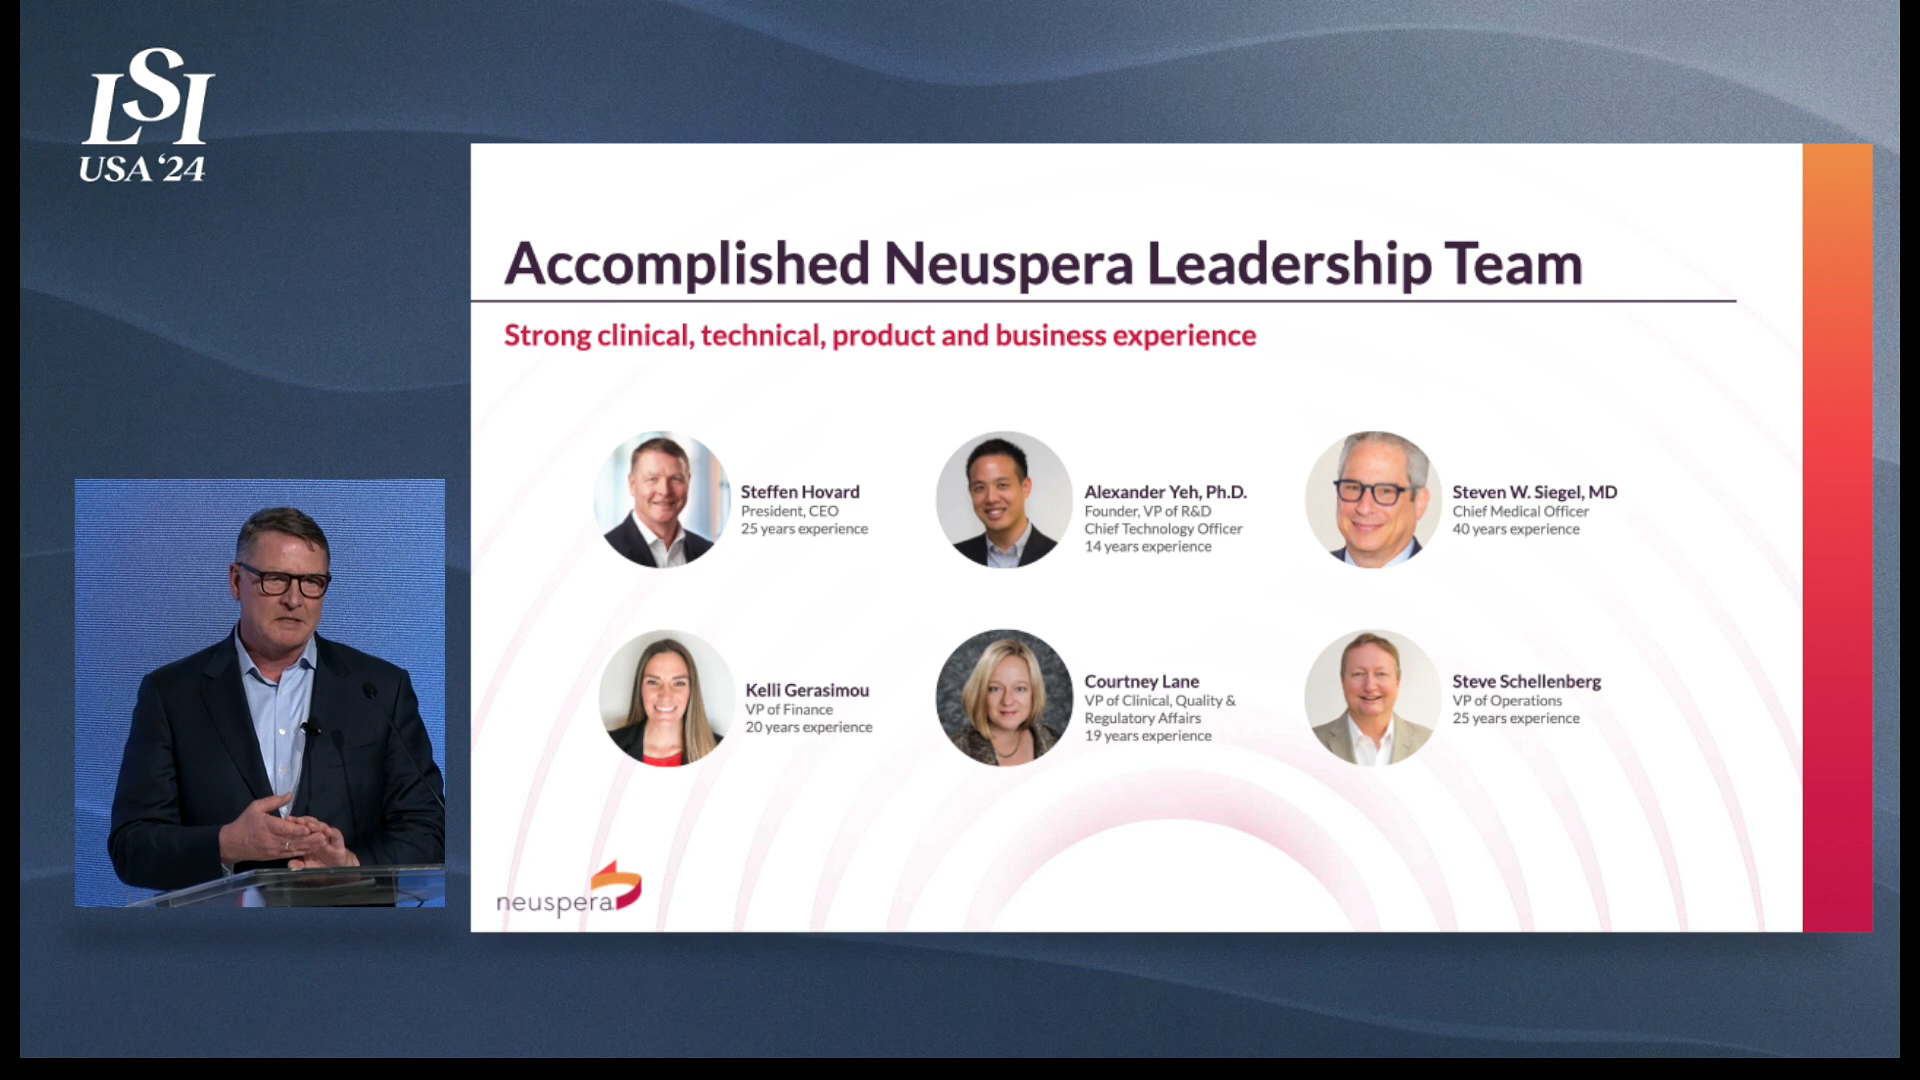 LSI
USA '24
Accomplished Neuspera Leadership Team
Strong clinical, technical, product and business experience
Steffen Hovard
President, CEO
25 years experience
Alexander Yeh, Ph.D.
Founder, VP of R&D
Chief Technology Officer
14 years experience
Steven W. Siegel, MD
Chief Medical Officer
40 years experience
Kelli Gerasimou
VP of Finance
20 years experience
Courtney Lane
VP of Clinical, Quality &
Regulatory Affairs
19 years experience
Steve Schellenberg
VP of Operations
25 years experience
neuspera